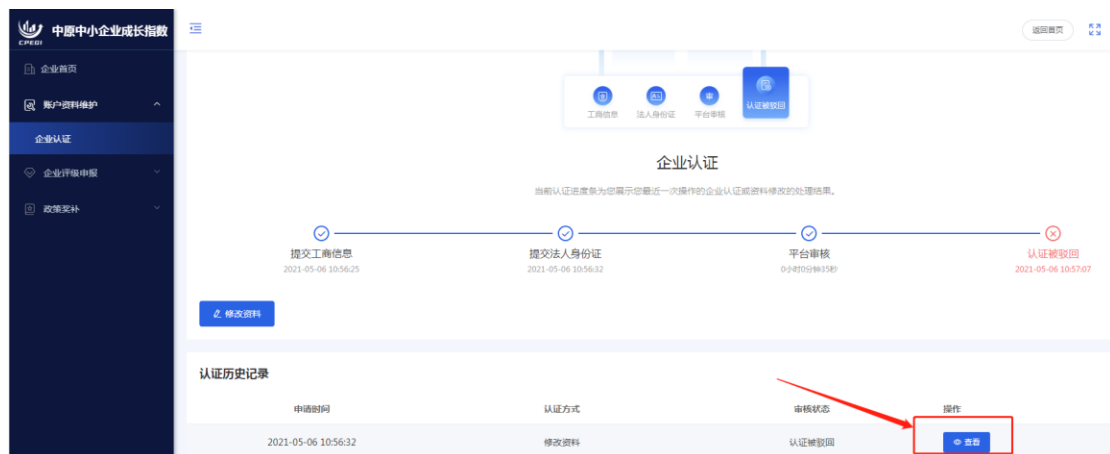 中原中小企业成长指数
CPEGI
返回首页
企业首页
账户资料维护
企业认证
企业评级申报
政策奖补
工商信息
法人身份证
审
平台审核
认证被驳回
企业认证
当前认证进度条为您展示您最近一次操作的企业认证或资料修改的处理结果。
提交工商信息 提交法人身份证 平台审核 认证被驳回
2021-05-06 10:56:25 2021-05-06 10:56:32 0小时0分钟35秒 2021-05-06 10:57:07
修改资料
认证历史记录
申请时间 认证方式 审核状态 操作
2021-05-06 10:56:32 修改资料 认证被驳回 查看